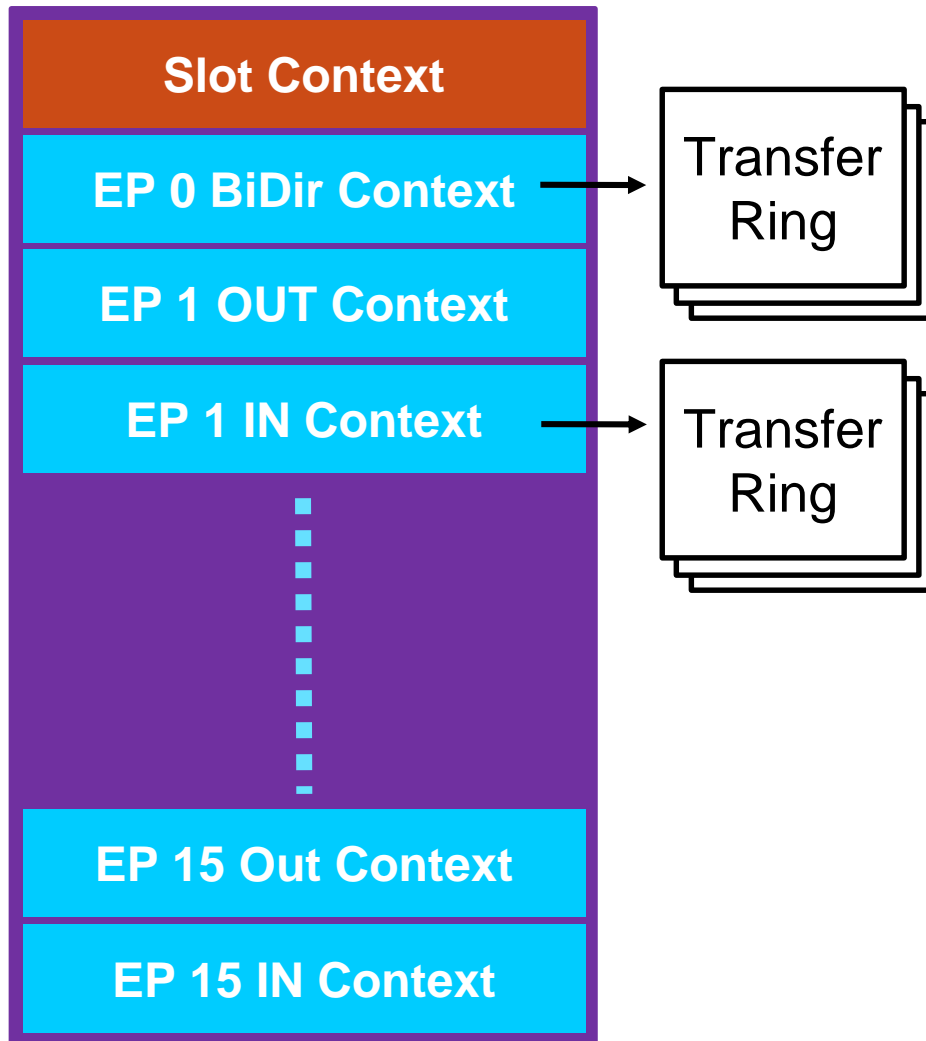 Slot Context
EP 0 BiDir Context
Transfer
Ring
EP 1 OUT Context
EP 1 IN Context
Transfer
Ring
EP 15 Out Context
EP 15 IN Context